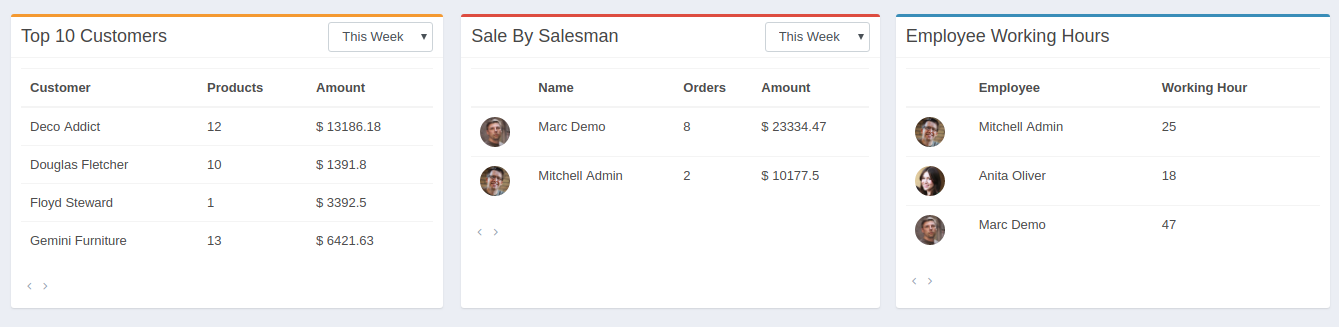 Top 10 Customers
This Week
Customer Products Amount
Deco Addict 12 $ 13186.18
Douglas Fletcher 10 $ 1391.8
Floyd Steward 1 $ 3392.5
Gemini Furniture 13 $ 6421.63
‹ ›
Sale By Salesman
This Week
Name Orders Amount
Marc Demo 8 $ 23334.47
Mitchell Admin 2 $ 10177.5
‹ ›
Employee Working Hours
Employee Working Hour
Mitchell Admin 25
Anita Oliver 18
Marc Demo 47
‹ ›